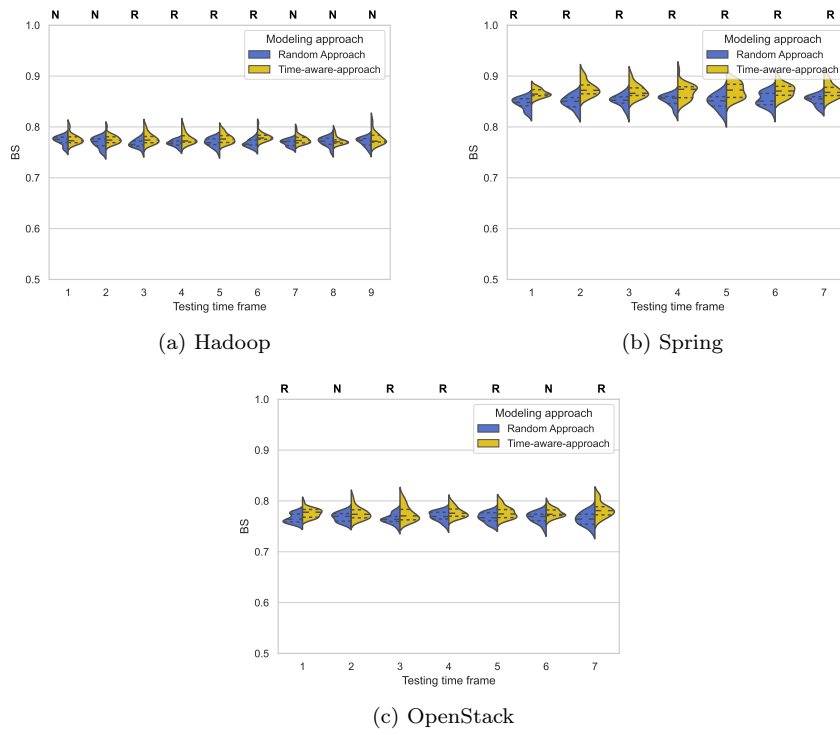 N N R R R R N N N
1.0
0.9
0.8
0.7
0.6
0.5
BS
Modeling approach
Random Approach
Time-aware-approach
1 2 3 4 5 6 7 8 9
Testing time frame
(a) Hadoop
R R R R R R R
1.0
0.9
0.8
0.7
0.6
0.5
BS
Modeling approach
Random Approach
Time-aware-approach
1 2 3 4 5 6 7
Testing time frame
(b) Spring
R N R R R N R
1.0
0.9
0.8
0.7
0.6
0.5
BS
Modeling approach
Random Approach
Time-aware-approach
1 2 3 4 5 6 7
Testing time frame
(c) OpenStack